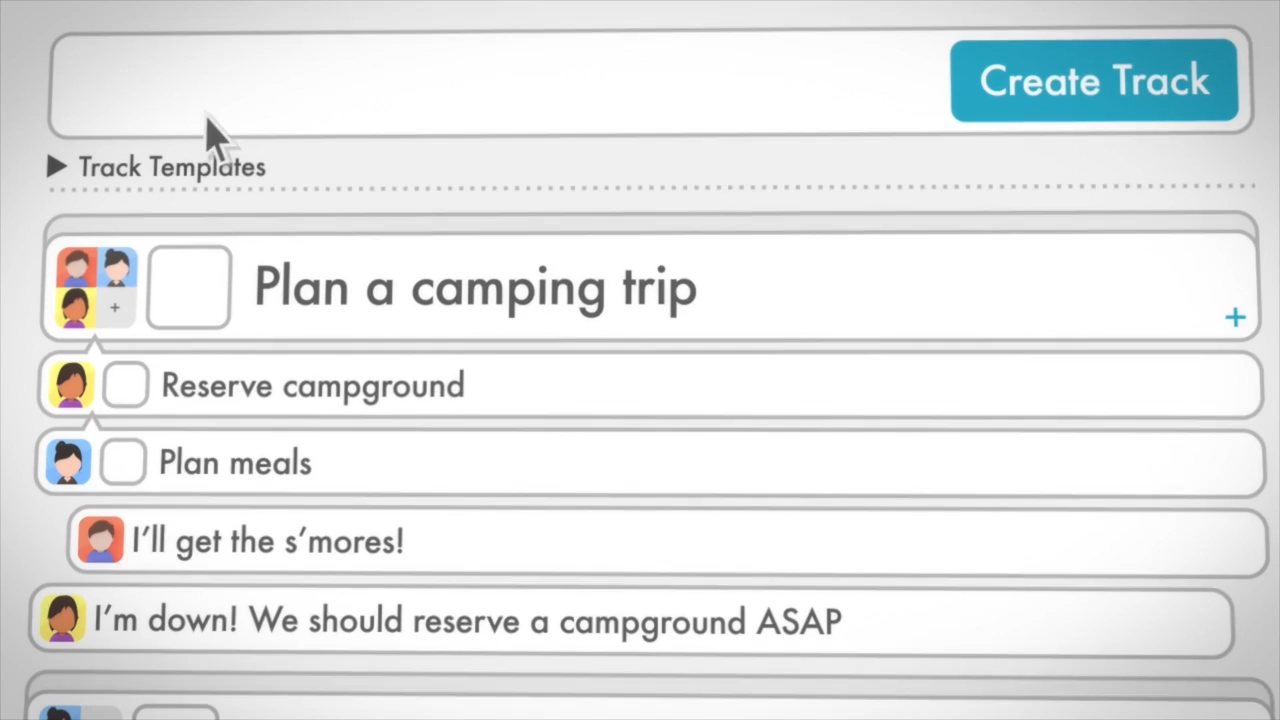 Create Track
Track Templates
Plan a camping trip
+
+
Reserve campground
Plan meals
I'll get the s'mores!
I'm down! We should reserve a campground ASAP